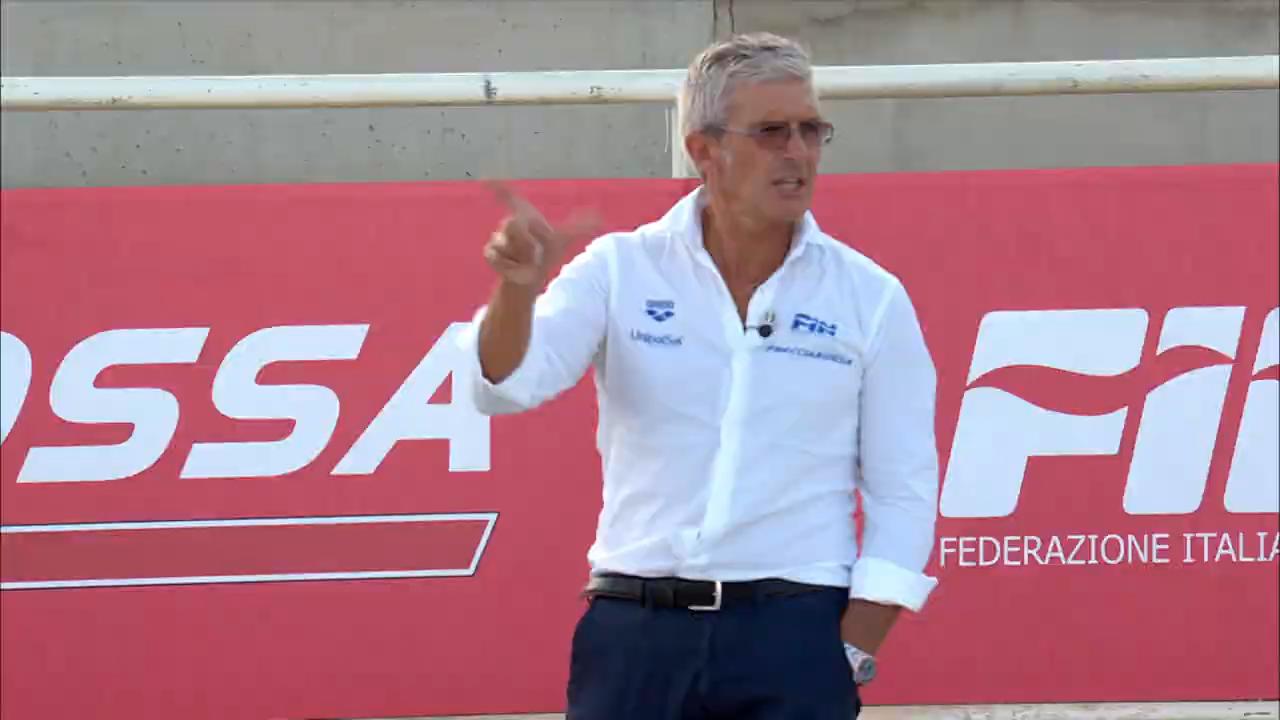 OSSA
FIN
FEDERAZIONE ITALIA
arena
UnipolSai
FIN